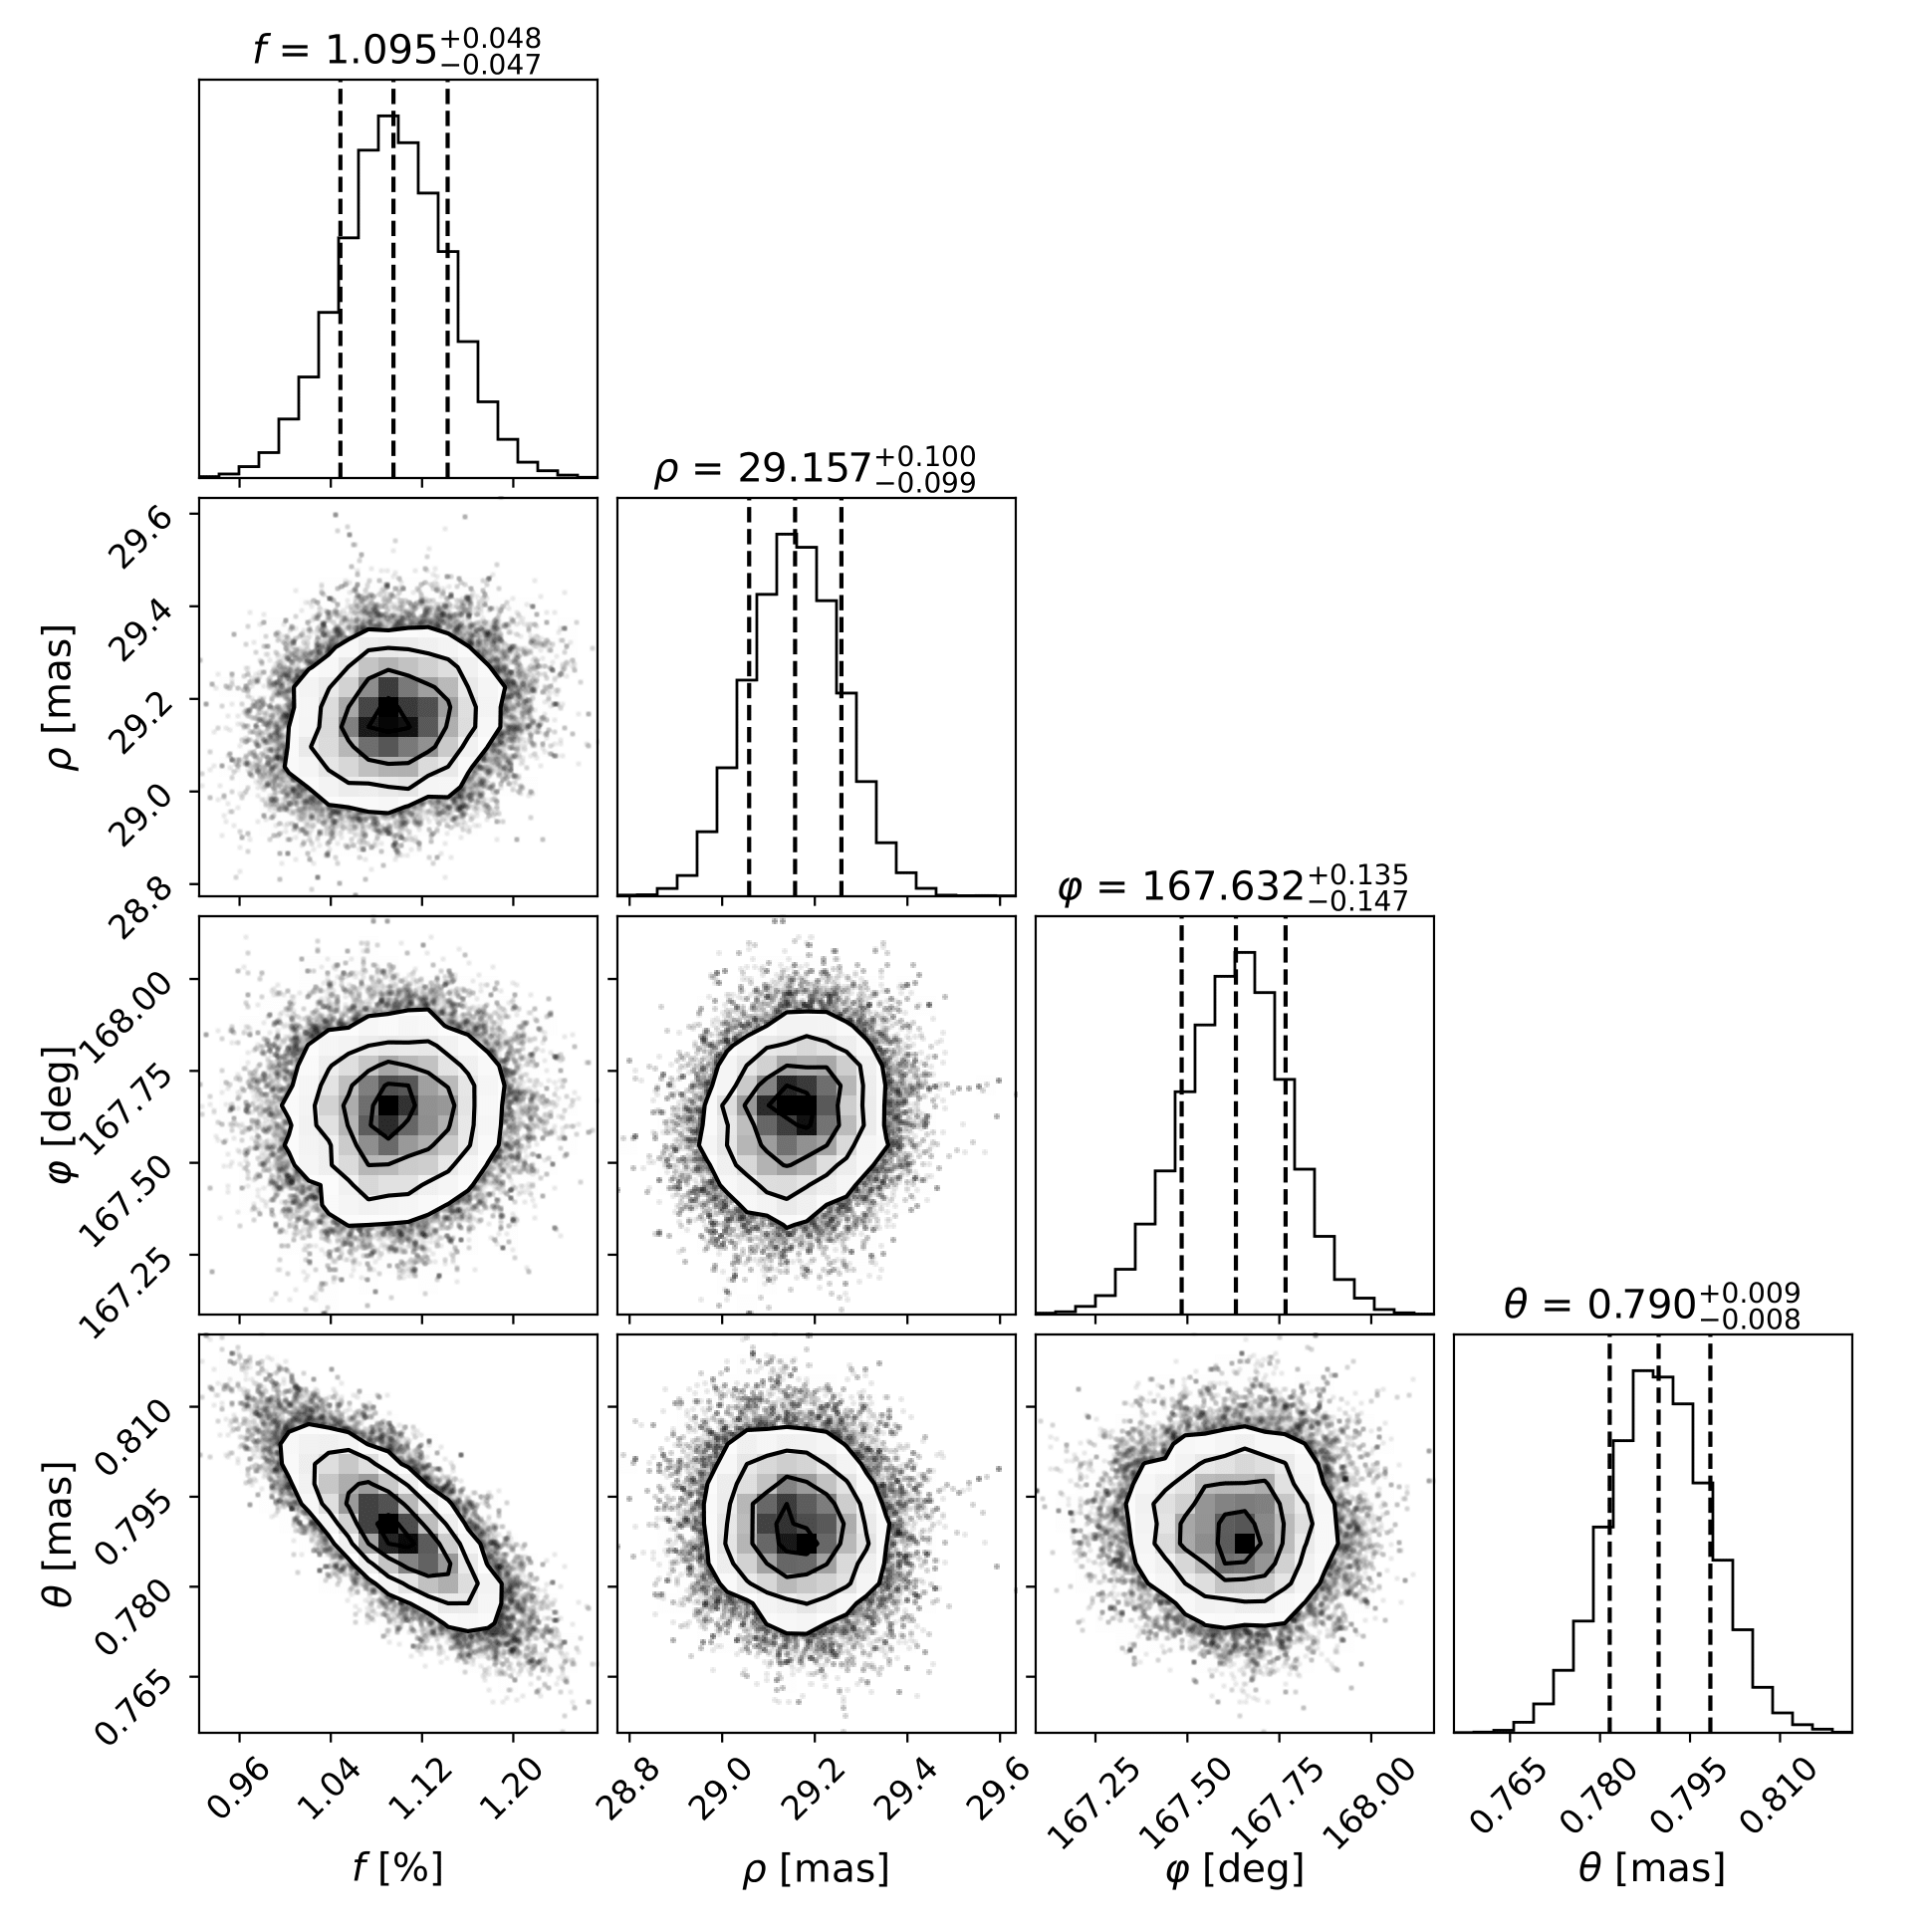 f = 1.095+0.048−0.047
ρ = 29.157+0.100−0.099
ρ [mas]
29.6
29.4
29.2
29.0
28.8
φ = 167.632+0.135−0.147
φ [deg]
168.00
167.75
167.50
167.25
θ = 0.790+0.009−0.008
θ [mas]
0.810
0.795
0.780
0.765
0.96 1.04 1.12 1.20 28.8 29.0 29.2 29.4 29.6 167.25 167.50 167.75 168.00 0.765 0.780 0.795 0.810
f [%] ρ [mas] φ [deg] θ [mas]